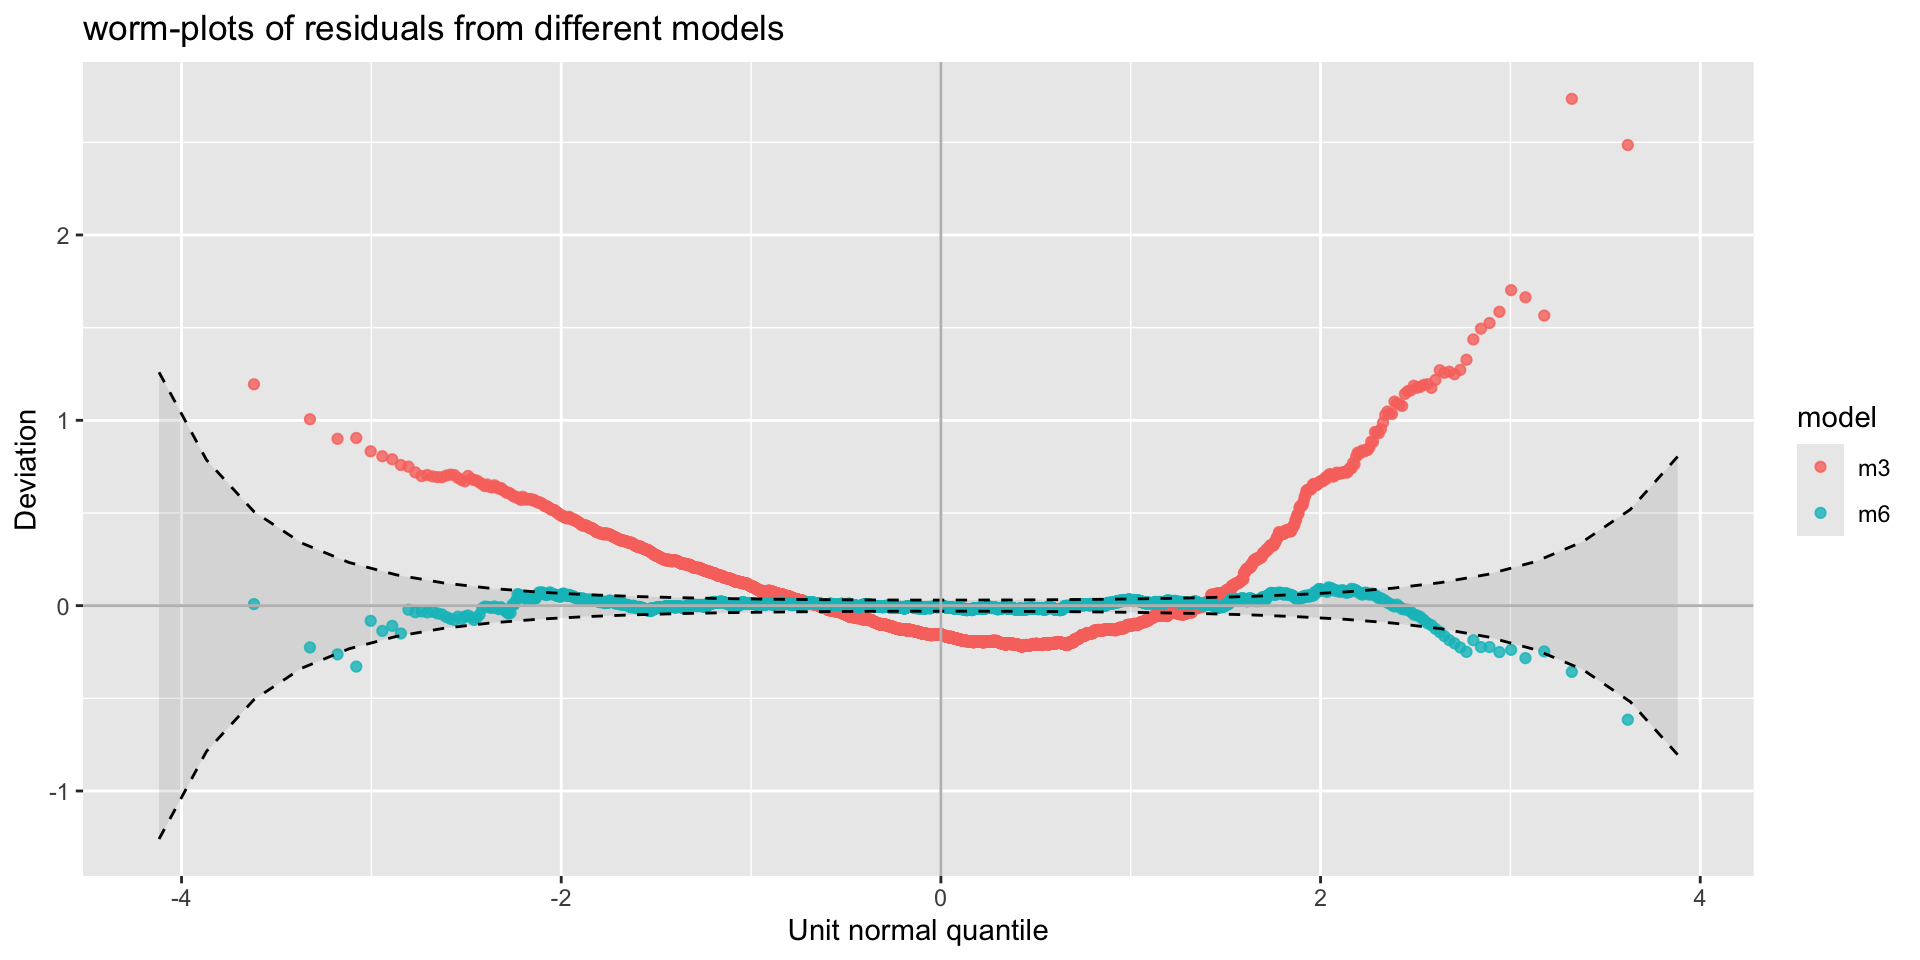 worm-plots of residuals from different models
Deviation
2
1
0
-1
-4
-2
0
2
4
Unit normal quantile
model
m3
m6